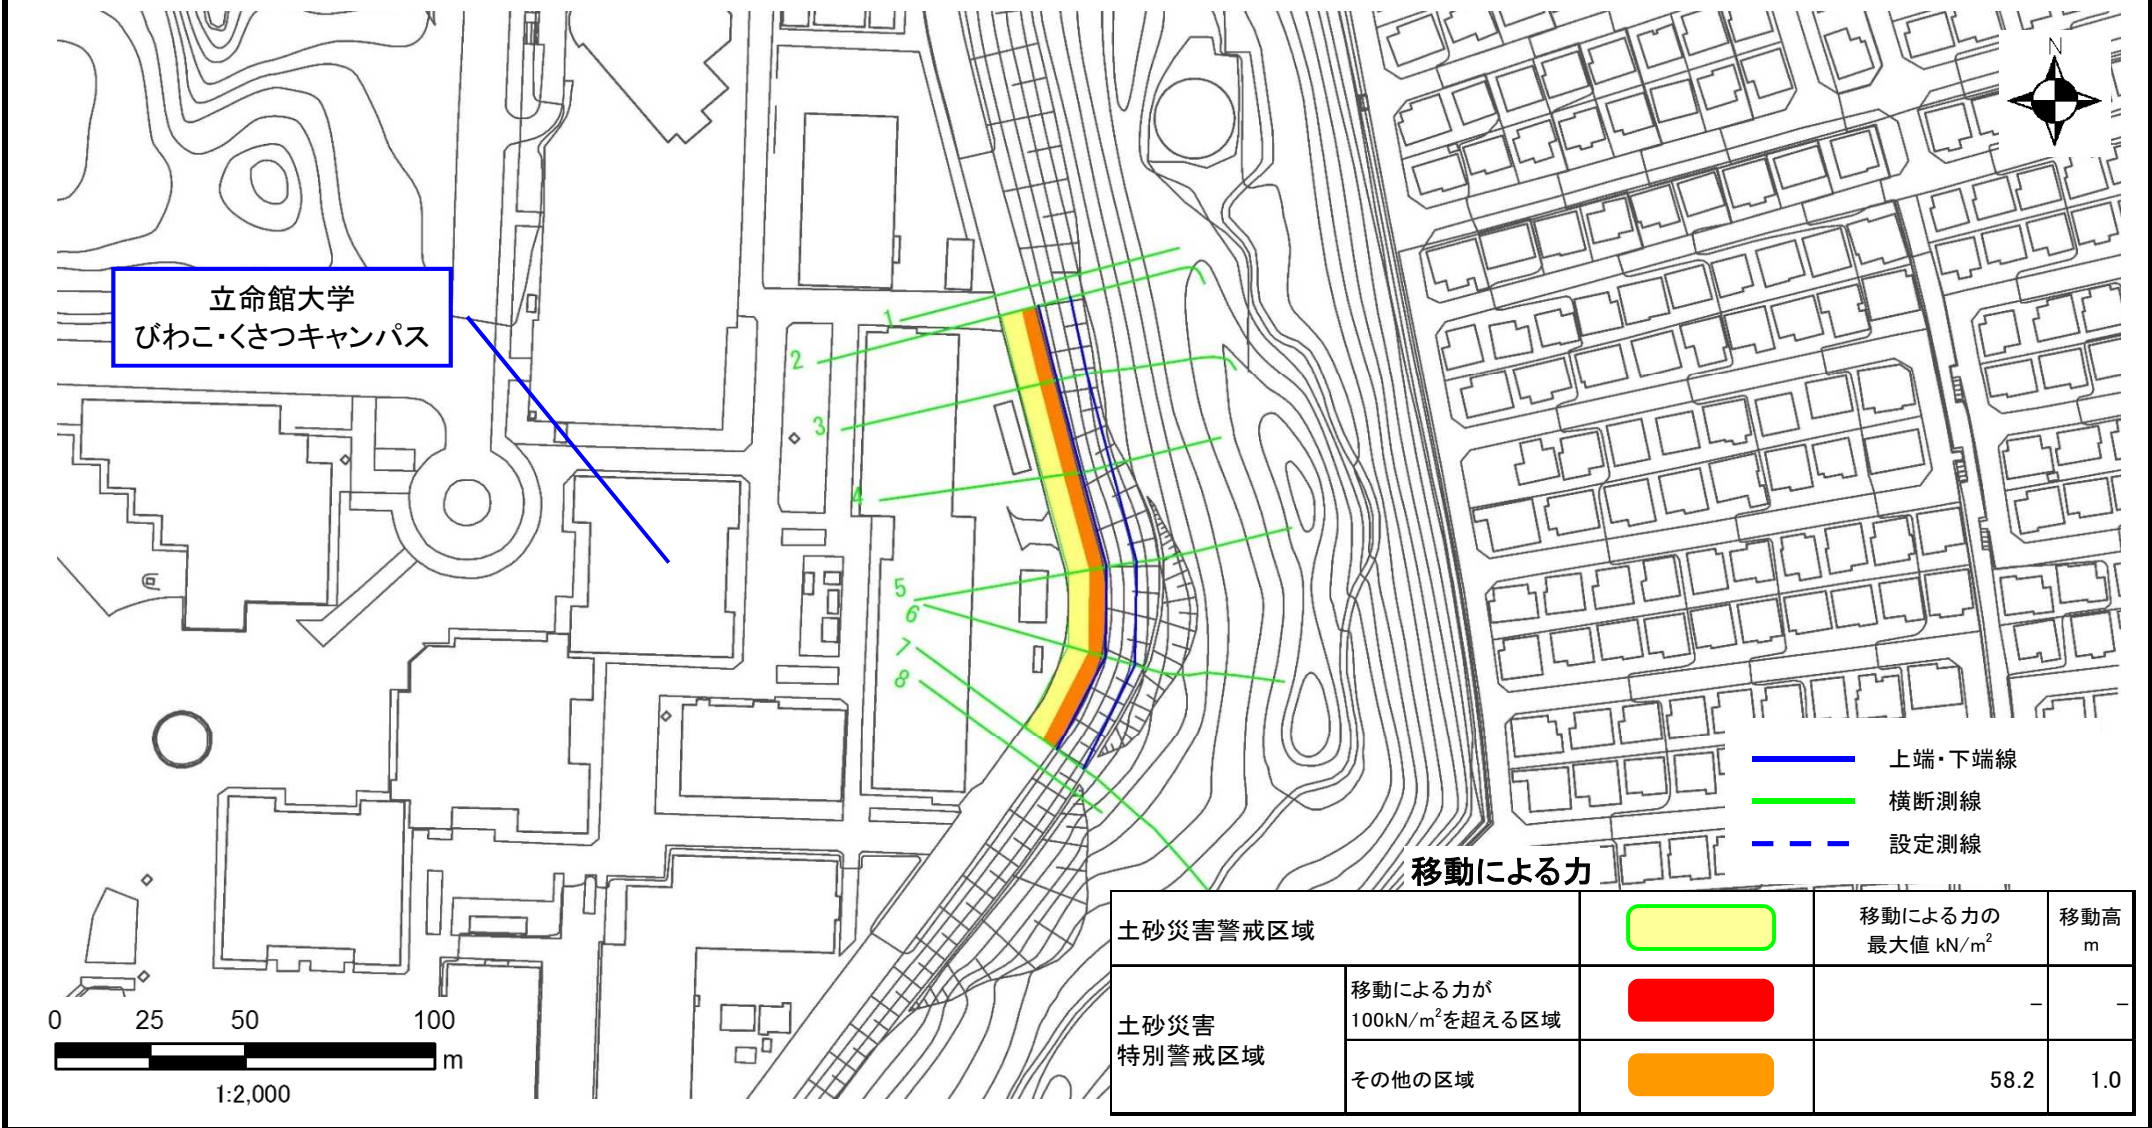 N
立命館大学
びわこ・くさつキャンパス
1
2
3
4
5
6
7
8
上端・下端線
横断測線
設定測線
移動による力
土砂災害警戒区域
移動による力の
最大値 kN/m²
移動高
m
土砂災害
特別警戒区域
移動による力が
100kN/m²を超える区域
–
–
その他の区域
58.2
1.0
0 25 50 100
m
1:2,000